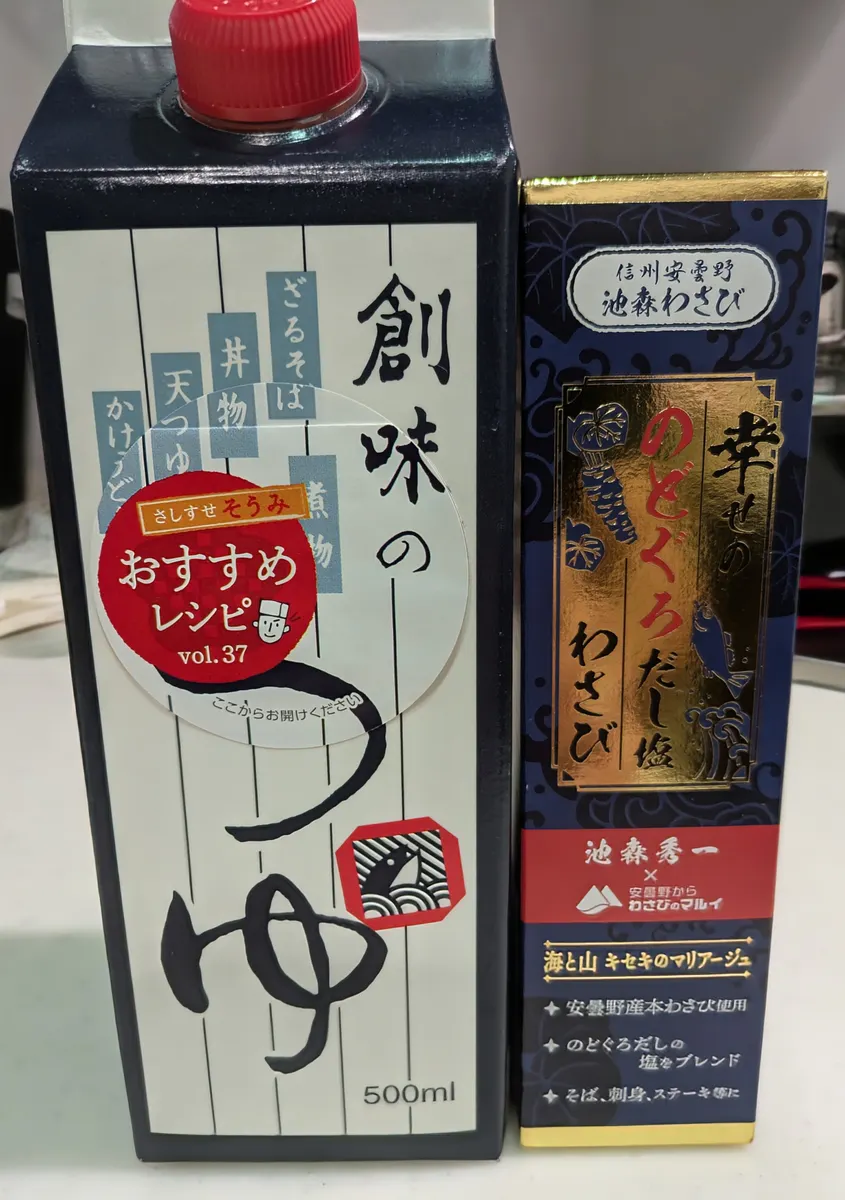 創味の
つゆ
ざるそば
丼物
天つゆ
かけうど
煮物
さしすせそうみ
おすすめ
レシピ
vol.37
ここからお開けください
500ml
信州安曇野
池森わさび
幸せの
のどぐろだし塩
わさび
池森秀一
×
安曇野から
わさびのマルイ
海と山 キセキのマリアージュ
安曇野産本わさび使用
のどぐろだしの
塩をブレンド
そば、刺身、ステーキ等に